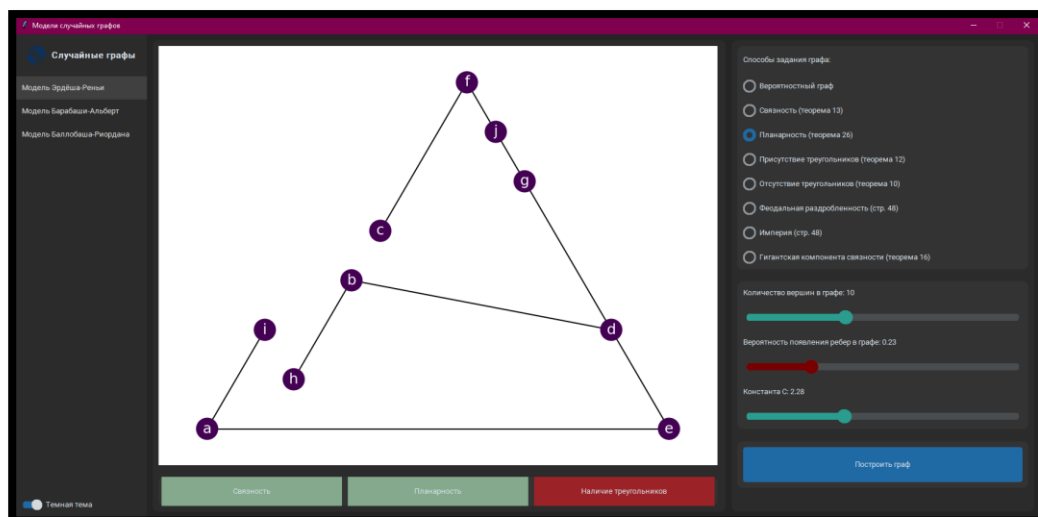 Модели случайных графов
Случайные графы
Модель Эрдёша-Реньи
Модель Барабаши-Альберт
Модель Баллобаша-Риордана
Темная тема
f
j
g
c
b
i
d
h
a
e
Связность
Планарность
Наличие треугольников
Способы задания графа:
Вероятностный граф
Связность (теорема 13)
Планарность (теорема 26)
Присутствие треугольников (теорема 12)
Отсутствие треугольников (теорема 10)
Феодальная раздробленность (стр. 48)
Империя (стр. 48)
Гигантская компонента связности (теорема 16)
Количество вершин в графе: 10
Вероятность появления ребер в графе: 0.23
Константа C: 2.28
Построить граф